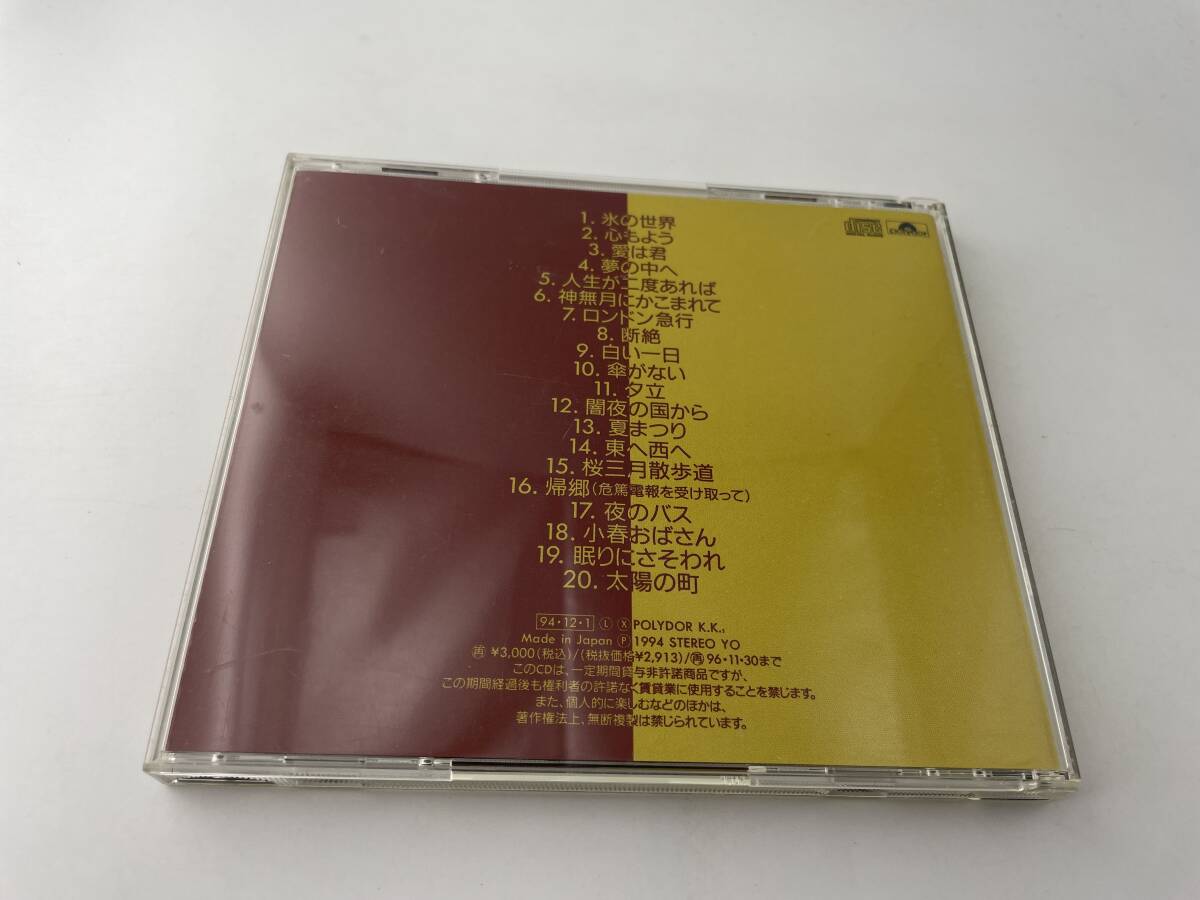 1. 氷の世界
2. 心もよう
3. 愛は君
4. 夢の中へ
5. 人生が二度あれば
6. 神無月にかこまれて
7. ロンドン急行
8. 断絶
9. 白い一日
10. 傘がない
11. 夕立
12. 闇夜の国から
13. 夏まつり
14. 東へ西へ
15. 桜三月散歩道
16. 帰郷(危篤電報を受け取って)
17. 夜のバス
18. 小春おばさん
19. 眠りにさそわれ
20. 太陽の町
94・12・1 Ⓛ Ⓧ POLYDOR K.K.,
Made in Japan Ⓟ 1994 STEREO YO
㊢ ¥3,000(税込)/(税抜価格¥2,913)/㊢96・11・30まで
このCDは、一定期間貸与非許諾商品ですが、
この期間経過後も権利者の許諾なく賃貸業に使用することを禁じます。
また、個人的に楽しむなどのほかは、
著作権法上、無断複製は禁じられています。
disc